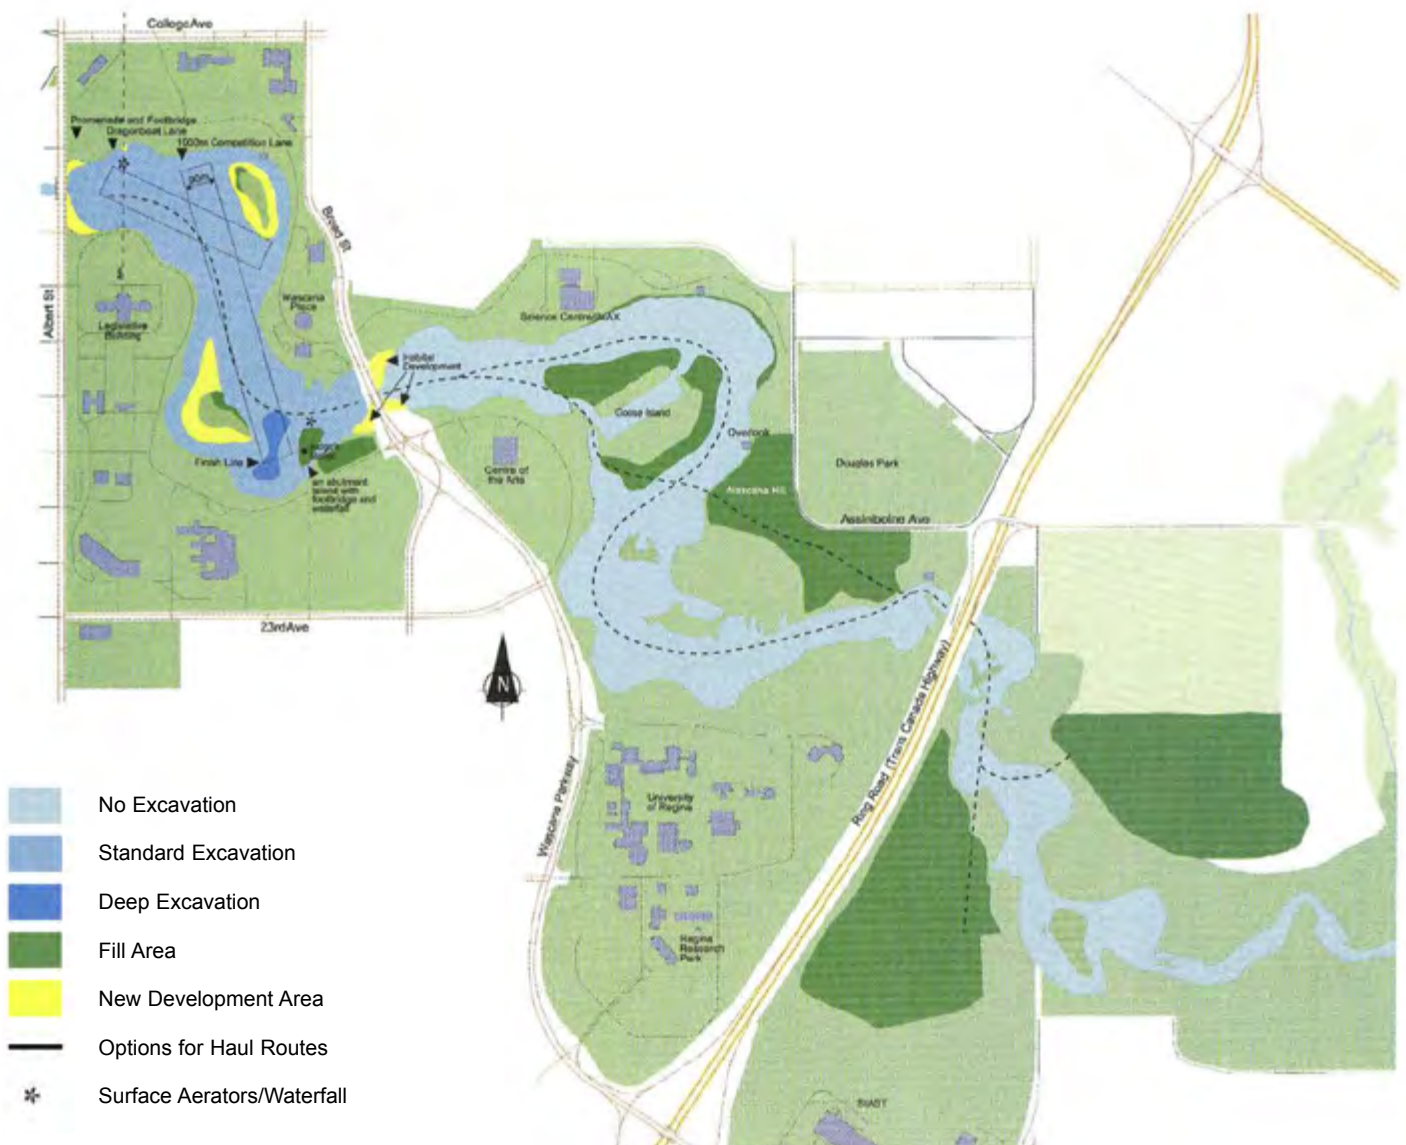 College Ave
Promenade and Footbridge
Dragonboat Lane
1000m Competition Lane
Broad St
Albert St
Legislative
Building
Wascana
Place
Science Centre/IMAX
Habitat
Development
Goose Island
Overlook
Douglas Park
Wascana Hill
Assiniboine Ave
Finish Line
an abutment
island with
footbridge and
waterfall
Centre of
the Arts
23rd Ave
N
Ring Road (Trans Canada Highway)
Wascana Parkway
University
of Regina
Regina
Research
Park
SIAST
No Excavation
Standard Excavation
Deep Excavation
Fill Area
New Development Area
Options for Haul Routes
Surface Aerators/Waterfall